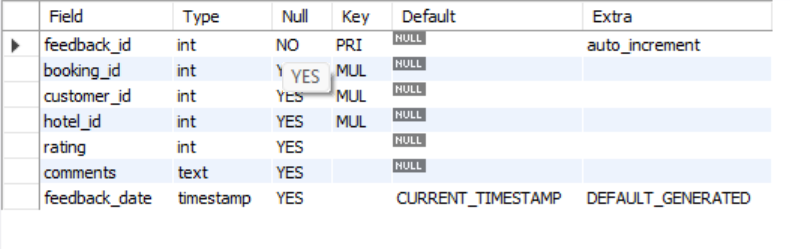 Field Type Null Key Default Extra
feedback_id int NO PRI NULL auto_increment
booking_id int YES MUL NULL
customer_id int YES MUL NULL
hotel_id int YES MUL NULL
rating int YES NULL
comments text YES NULL
feedback_date timestamp YES CURRENT_TIMESTAMP DEFAULT_GENERATED